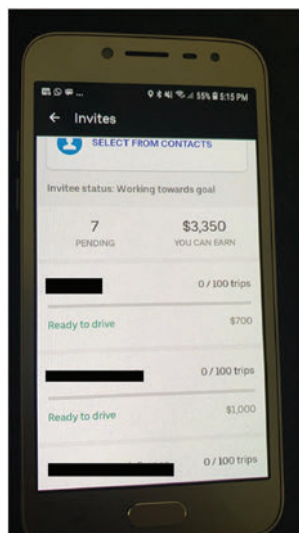 55% 5:15 PM
← Invites
SELECT FROM CONTACTS
Invitee status: Working towards goal
7 $3,350
PENDING YOU CAN EARN
0 / 100 trips
Ready to drive $700
0 / 100 trips
Ready to drive $1,000
0 / 100 trips